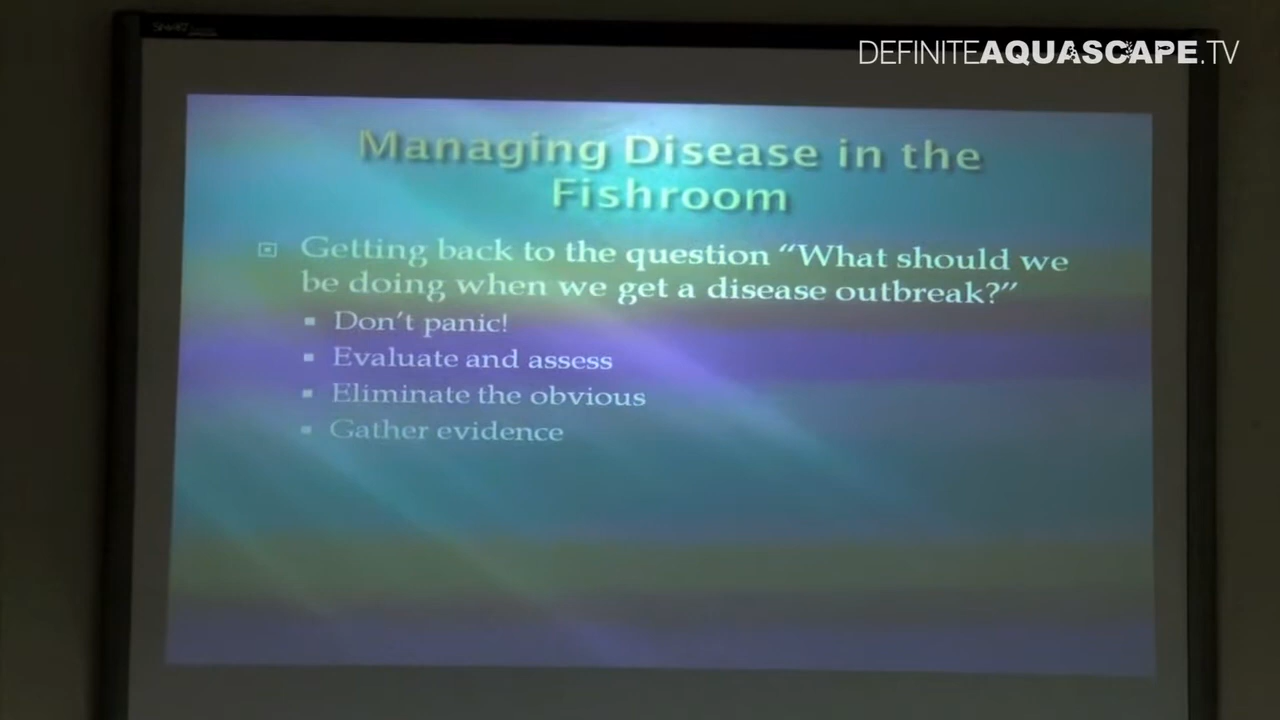 SMART
DEFINITEAQUASCAPE.TV
Managing Disease in the
Fishroom
Getting back to the question “What should we
be doing when we get a disease outbreak?”
Don’t panic!
Evaluate and assess
Eliminate the obvious
Gather evidence